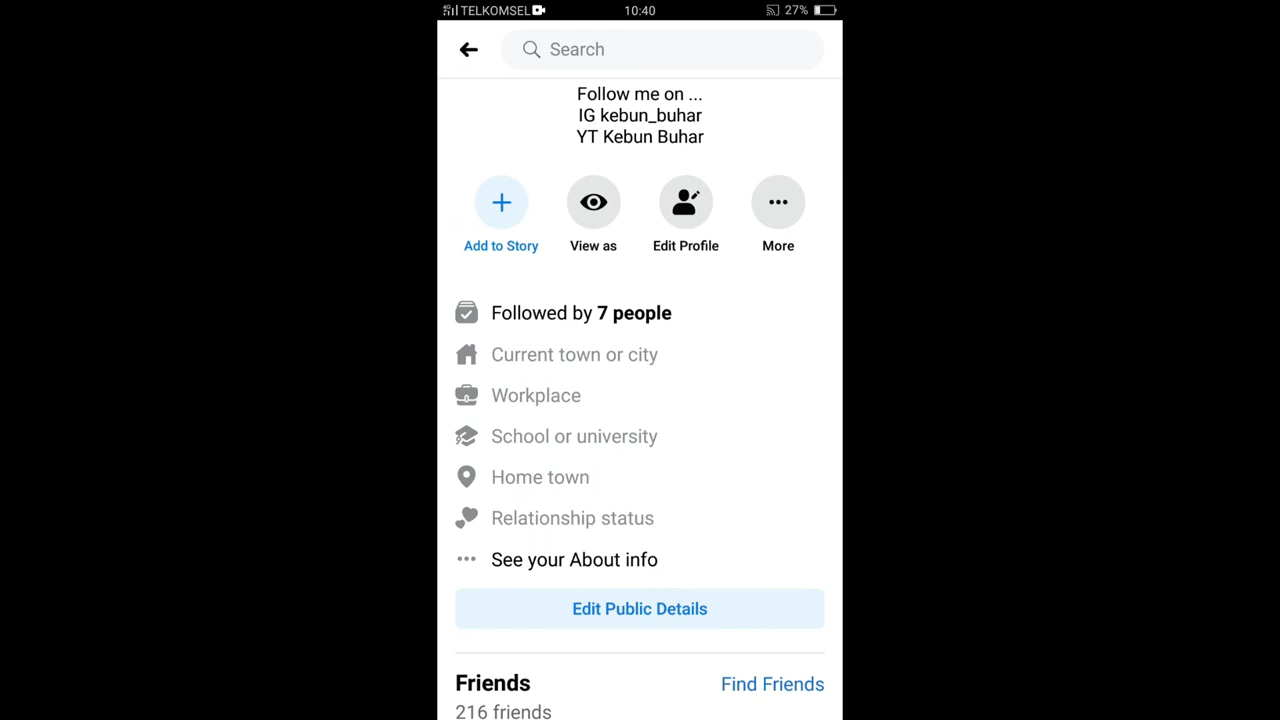 TELKOMSEL
10:40
27%
Search
Follow me on ...
IG kebun_buhar
YT Kebun Buhar
Add to Story
View as
Edit Profile
More
Followed by 7 people
Current town or city
Workplace
School or university
Home town
Relationship status
See your About info
Edit Public Details
Friends
Find Friends
216 friends